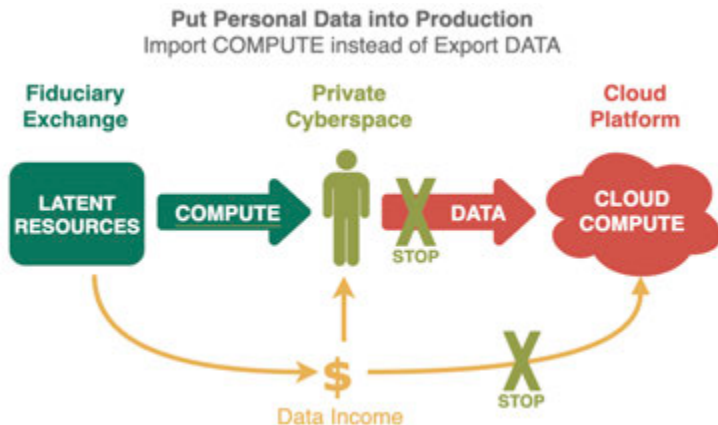 Put Personal Data into Production
Import COMPUTE instead of Export DATA
Fiduciary
Exchange
Private
Cyberspace
Cloud
Platform
LATENT
RESOURCES
COMPUTE
X
STOP
DATA
CLOUD
COMPUTE
$
Data Income
X
STOP